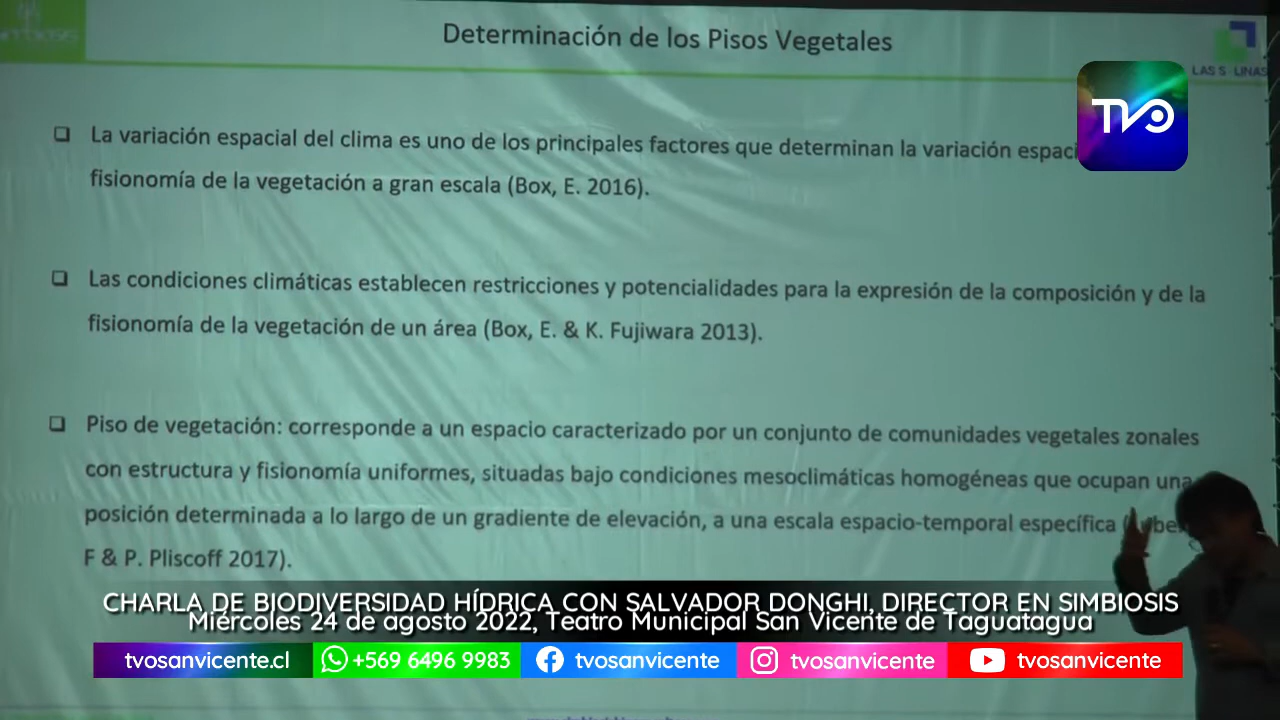 Determinación de los Pisos Vegetales
LAS S LINAS
TVO
La variación espacial del clima es uno de los principales factores que determinan la variación
fisionomía de la vegetación a gran escala (Box, E. 2016).
Las condiciones climáticas establecen restricciones y potencialidades para la expresión de la composición y de la
fisionomía de la vegetación de un área (Box, E. & K. Fujiwara 2013).
Piso de vegetación: corresponde a un espacio caracterizado por un conjunto de comunidades vegetales zonales
con estructura y fisionomía uniformes, situadas bajo condiciones mesoclimáticas homogéneas que ocupan una
posición determinada a lo largo de un gradiente de elevación, a una escala espacio-temporal específica
F & P. Pliscoff 2017).
CHARLA DE BIODIVERSIDAD HÍDRICA CON SALVADOR DONGHI, DIRECTOR EN SIMBIOSIS
Miércoles 24 de agosto 2022, Teatro Municipal San Vicente de Taguatagua
tvosanvicente.cl +569 6496 9983 tvosanvicente tvosanvicente tvosanvicente